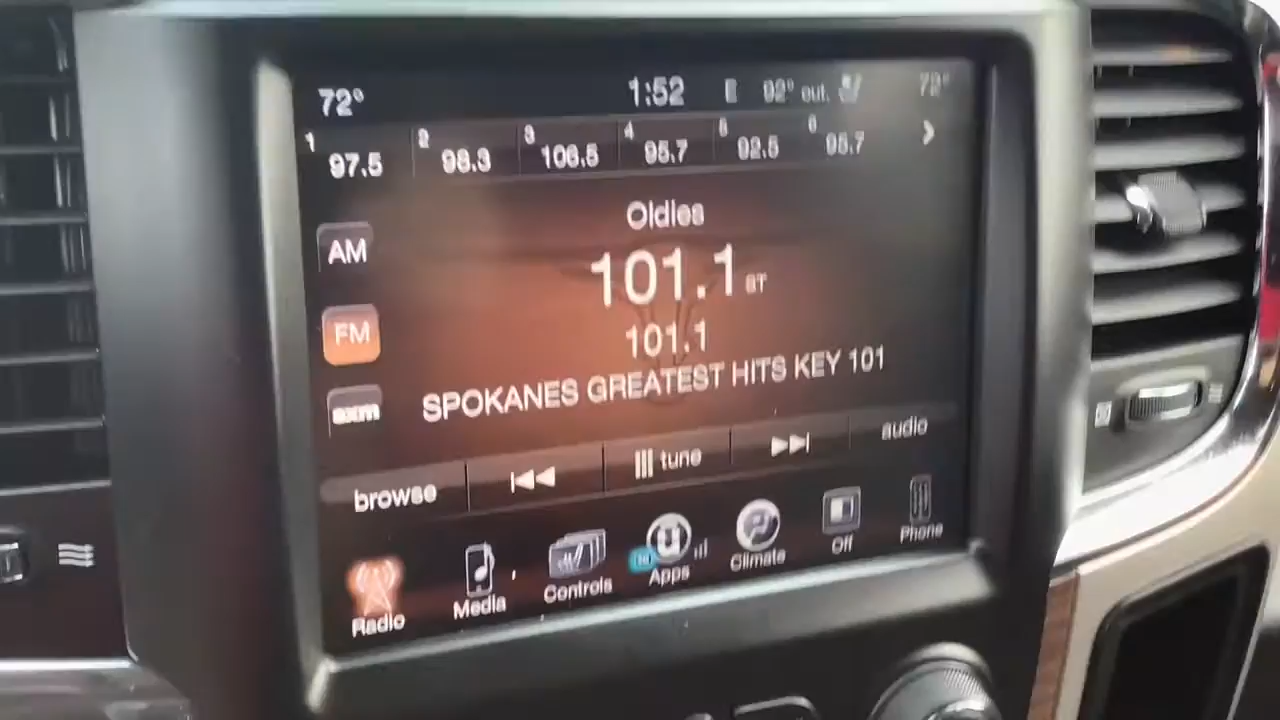 72° 1:52 E 92° out. 72°
1 97.5 2 98.3 3 106.5 4 95.7 5 92.5 6 95.7
Oldies
AM
101.1 ST
FM
101.1
SPOKANES GREATEST HITS KEY 101
sxm
browse tune audio
Radio Media Controls Apps Climate Off Phone